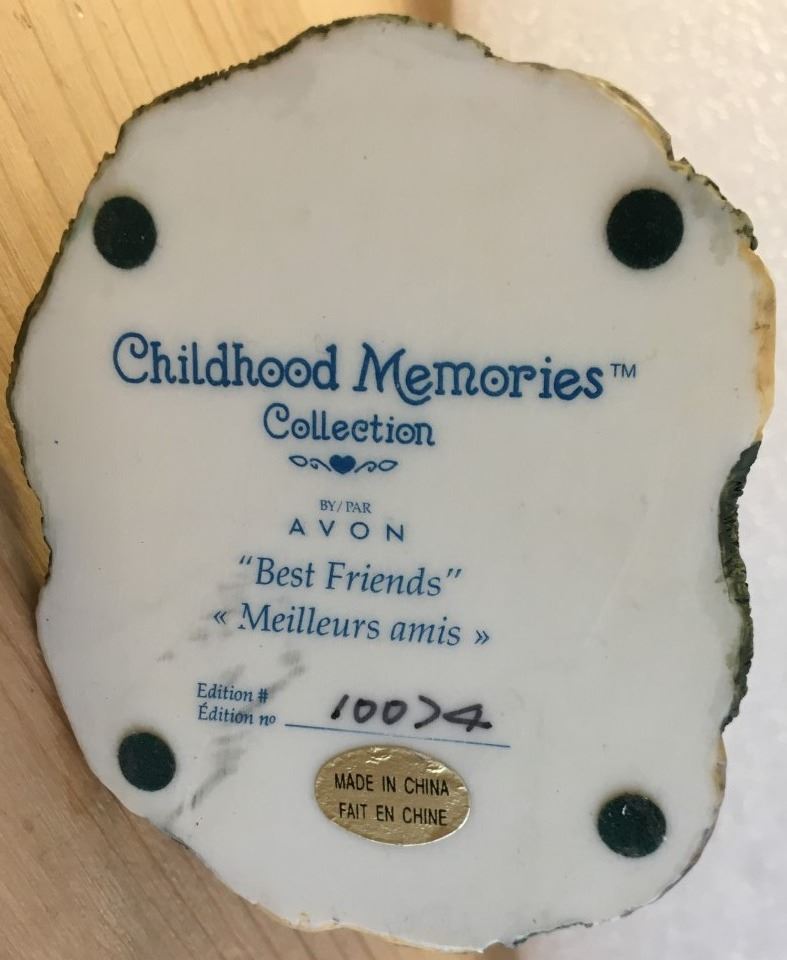 Childhood Memories™
Collection
BY/PAR
AVON
“Best Friends”
« Meilleurs amis »
Edition #
Édition no 10074
MADE IN CHINA
FAIT EN CHINE